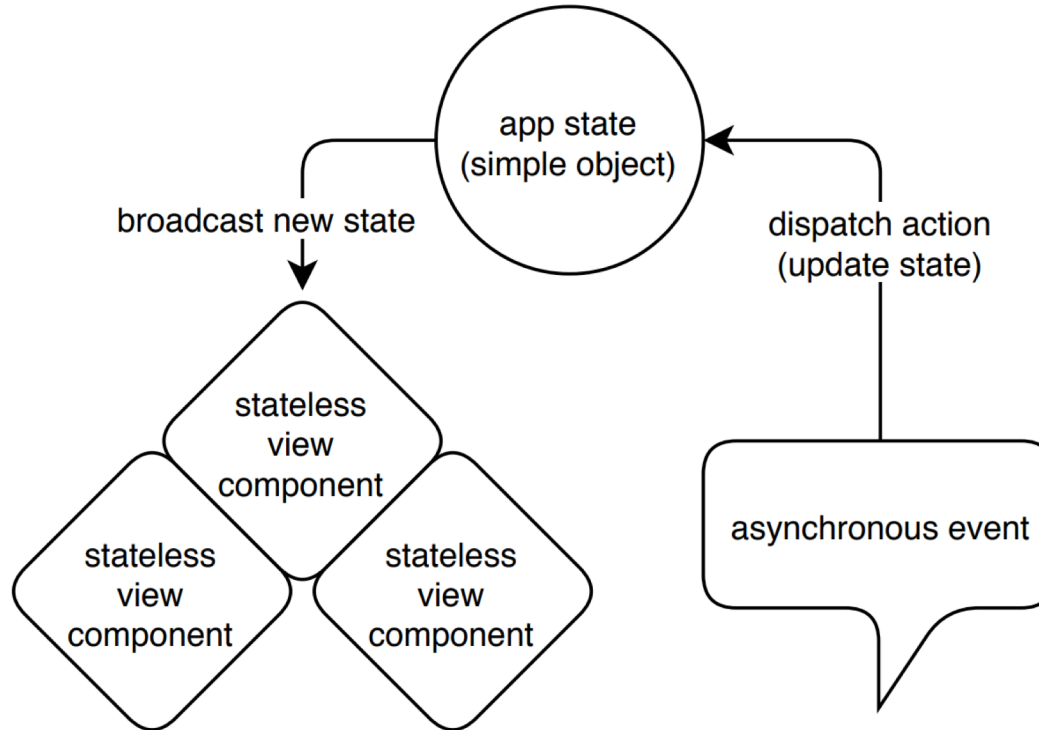 app state
(simple object)
broadcast new state
dispatch action
(update state)
stateless
view
component
stateless
view
component
stateless
view
component
asynchronous event